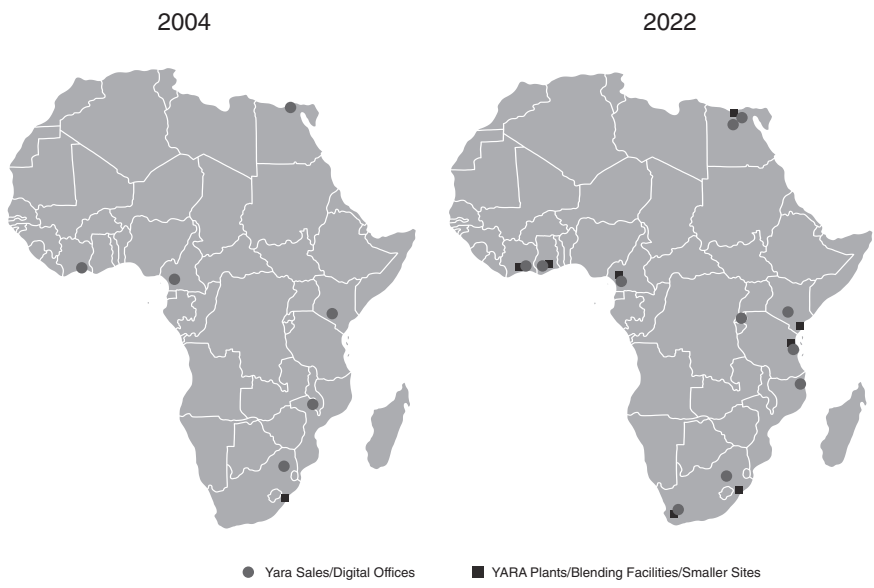 2004
2022
Yara Sales/Digital Offices
YARA Plants/Blending Facilities/Smaller Sites